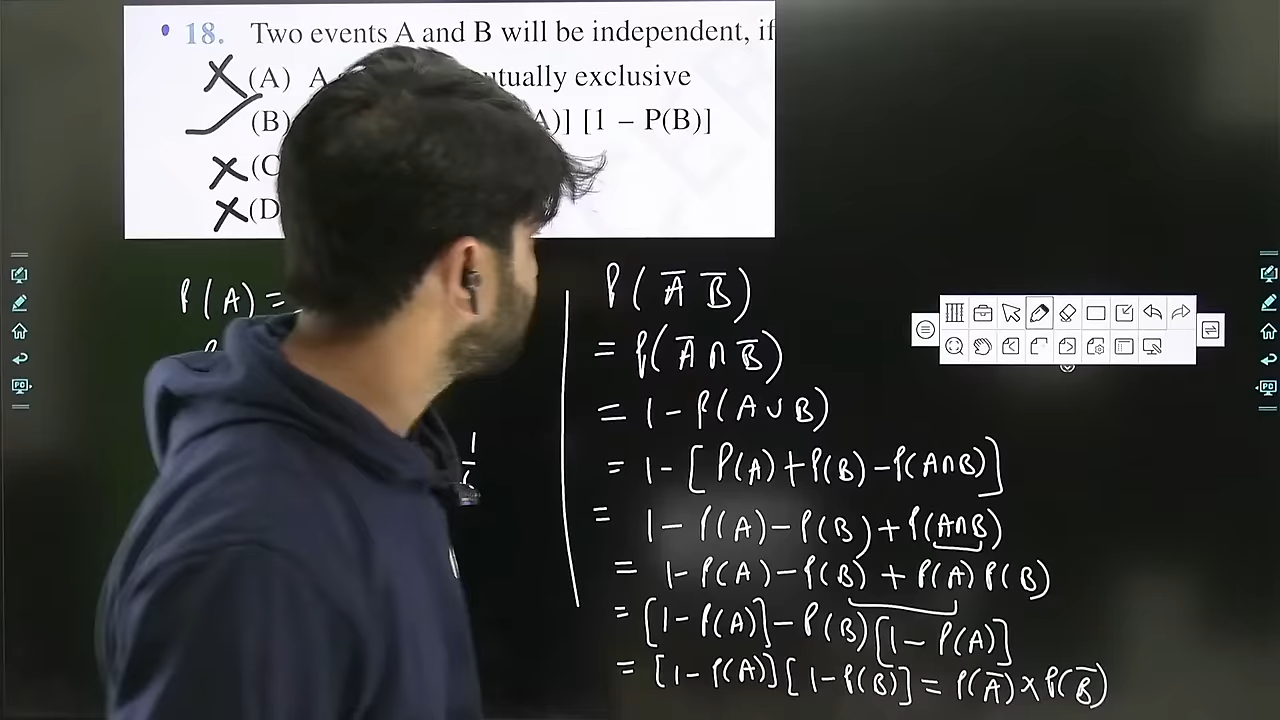 18. Two events A and B will be independent, if
(A) A utually exclusive
(B) A)] [1 – P(B)]
(C
(D
P(A) =
1
P(A̅ B̅)
= P(A̅ ∩ B̅)
= 1 - P(A ∪ B)
= 1 - [P(A) + P(B) - P(A∩B)]
= 1 - P(A) - P(B) + P(A∩B)
= 1 - P(A) - P(B) + P(A) P(B)
= [1 - P(A)] - P(B)[1 - P(A)]
= [1 - P(A)][1 - P(B)] = P(A̅) × P(B̅)